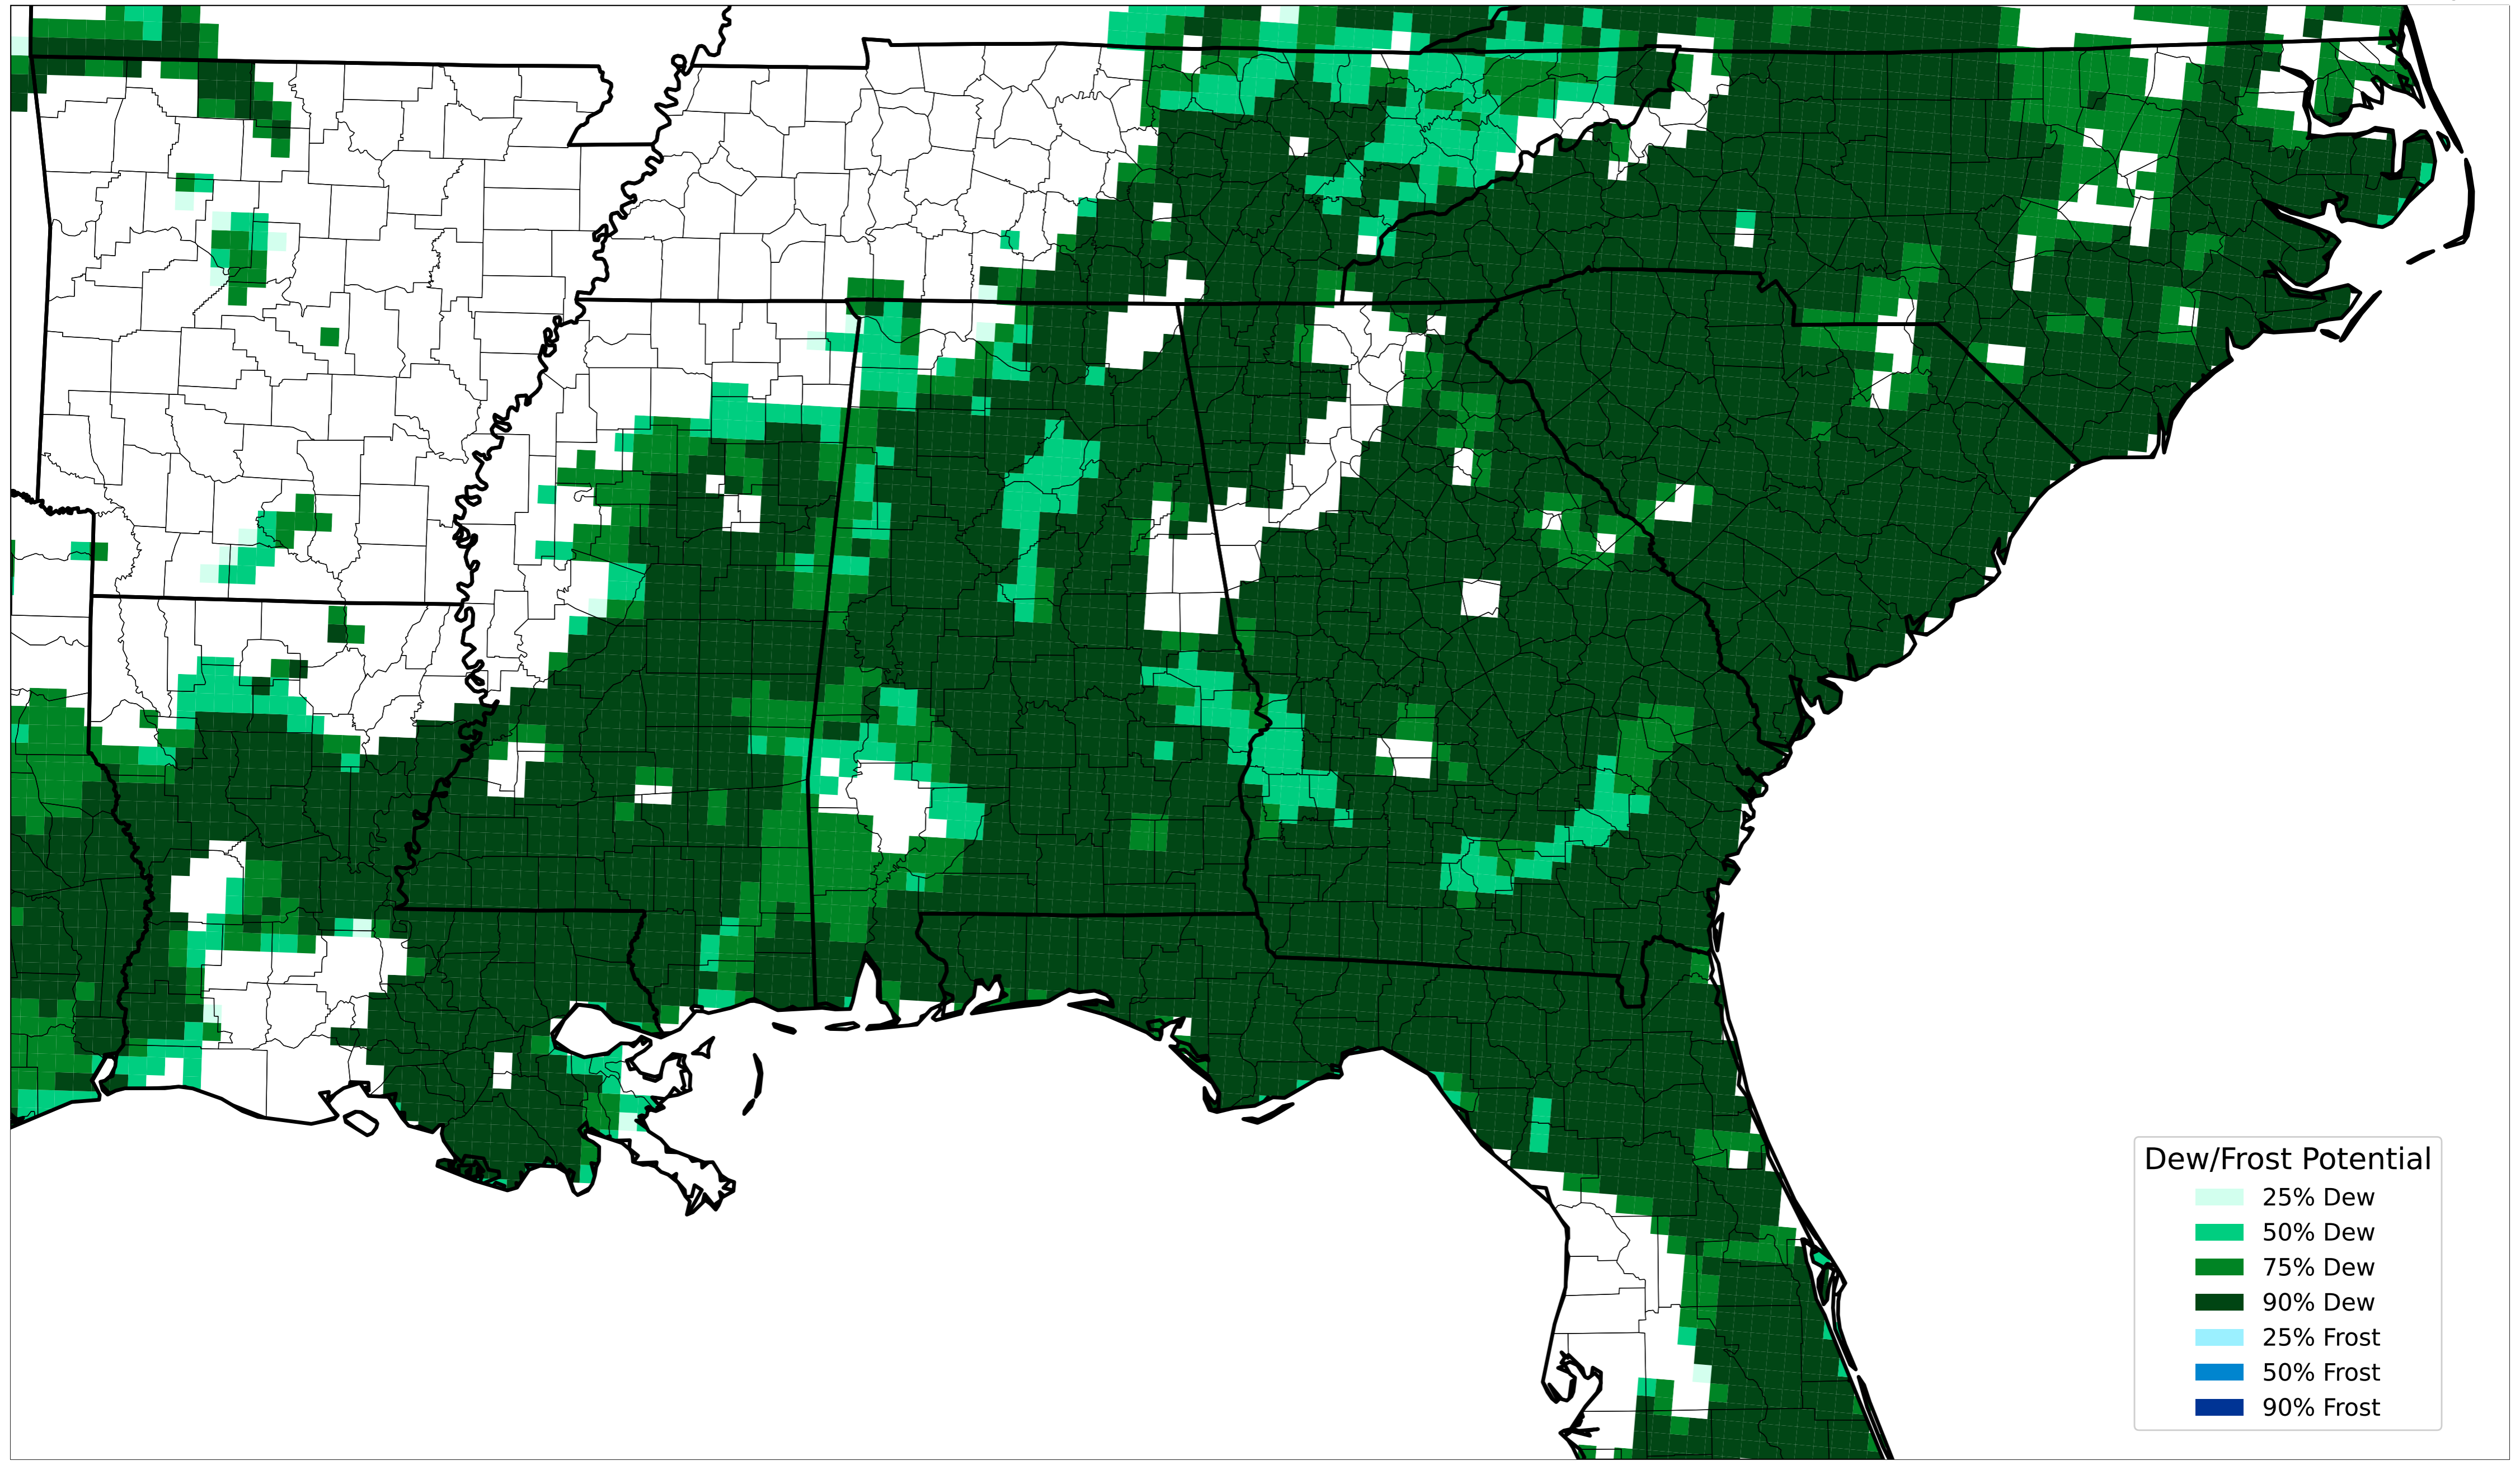 Dew/Frost Potential
25% Dew
50% Dew
75% Dew
90% Dew
25% Frost
50% Frost
90% Frost